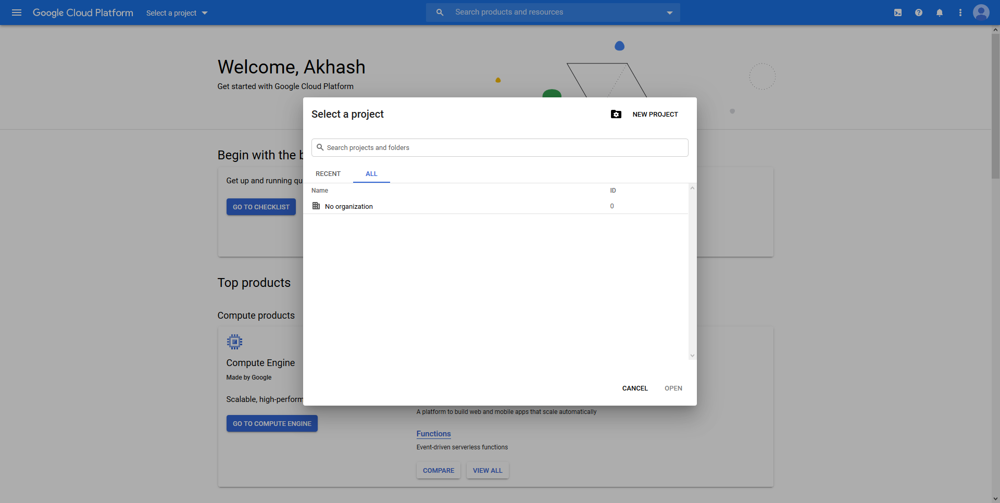 Google Cloud Platform
Select a project
Search products and resources
Welcome, Akhash
Get started with Google Cloud Platform
Select a project
NEW PROJECT
Search projects and folders
RECENT
ALL
Name
ID
No organization
0
CANCEL
OPEN
Begin with the b
Get up and running qu
GO TO CHECKLIST
Top products
Compute products
Compute Engine
Made by Google
Scalable, high-perform
GO TO COMPUTE ENGINE
A platform to build web and mobile apps that scale automatically
Functions
Event-driven serverless functions
COMPARE
VIEW ALL